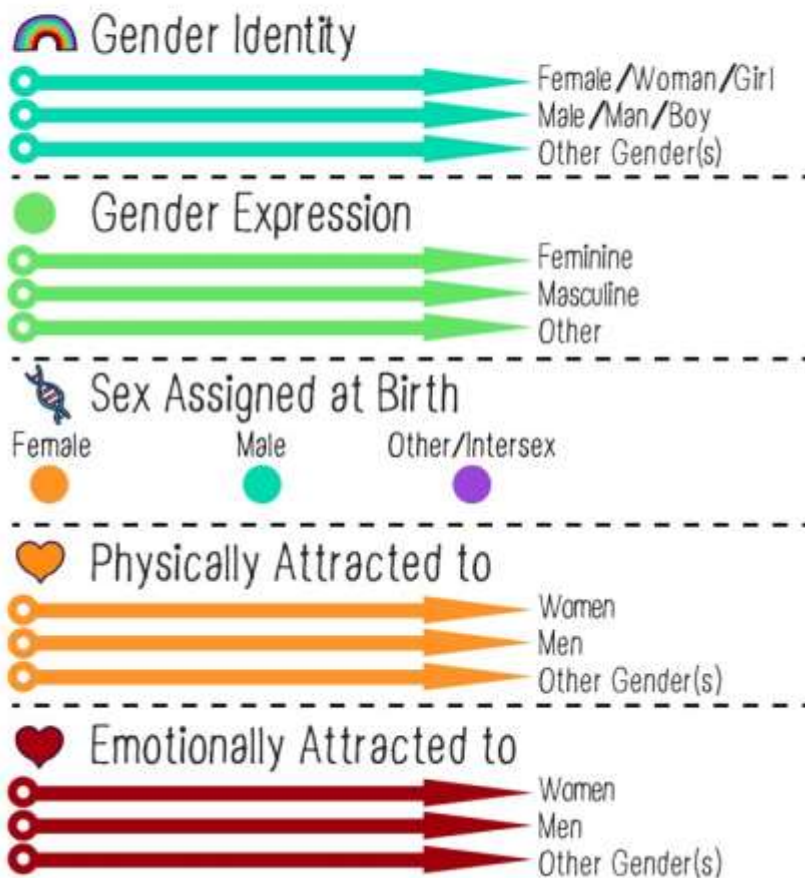 Gender Identity
Female/Woman/Girl
Male/Man/Boy
Other Gender(s)
Gender Expression
Feminine
Masculine
Other
Sex Assigned at Birth
Female Male Other/Intersex
Physically Attracted to
Women
Men
Other Gender(s)
Emotionally Attracted to
Women
Men
Other Gender(s)